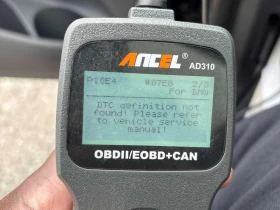 ANCEL
AD310
P10E4 #07E8 2/8
For BMW
DTC definition not
found! Please refer
to vehicle service
manual!
OBDII/EOBD+CAN